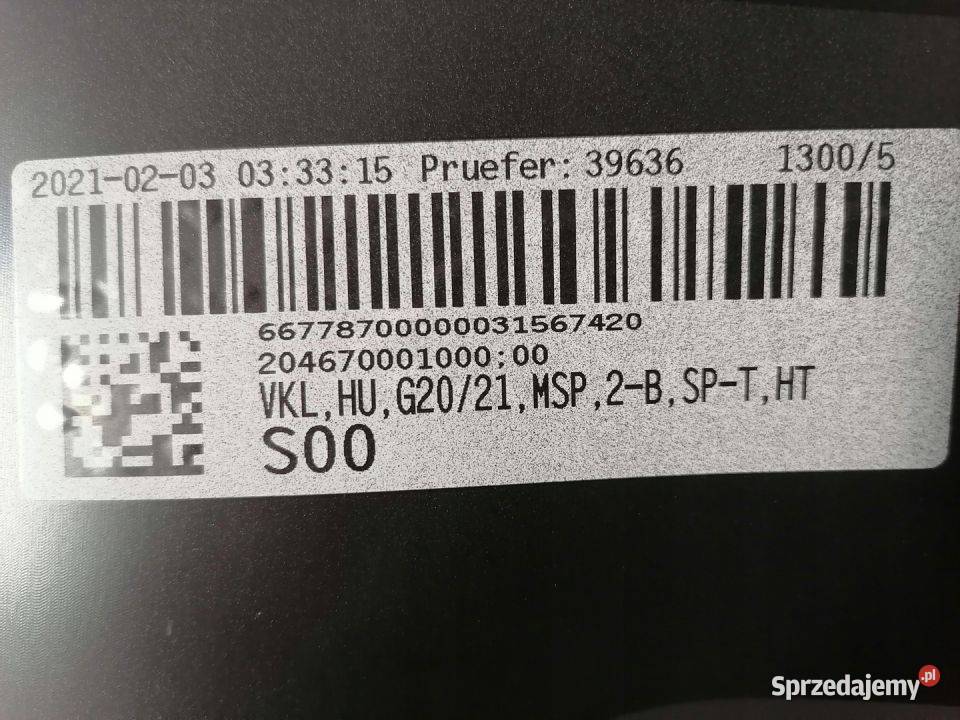 2021-02-03 03:33:15 Pruefer: 39636 1300/5
66778700000031567420
204670001000;00
VKL,HU,G20/21,MSP,2-B,SP-T,HT
S00
Sprzedajemy.pl